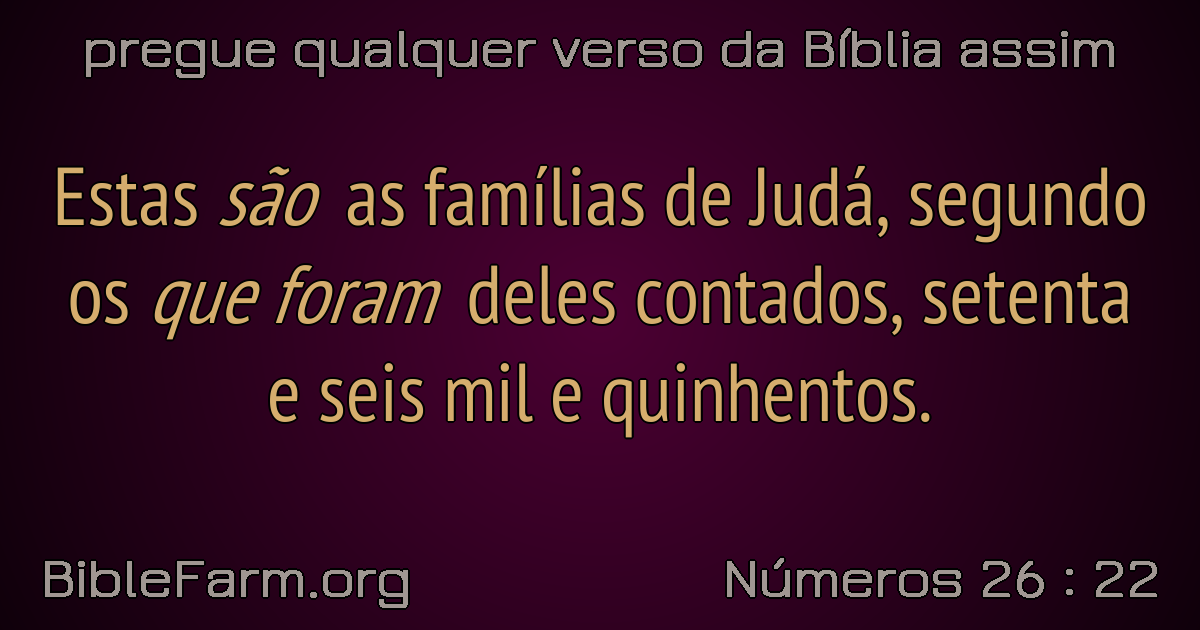 pregue qualquer verso da Bíblia assim
Estas são as famílias de Judá, segundo
os que foram deles contados, setenta
e seis mil e quinhentos.
BibleFarm.org
Números 26 : 22